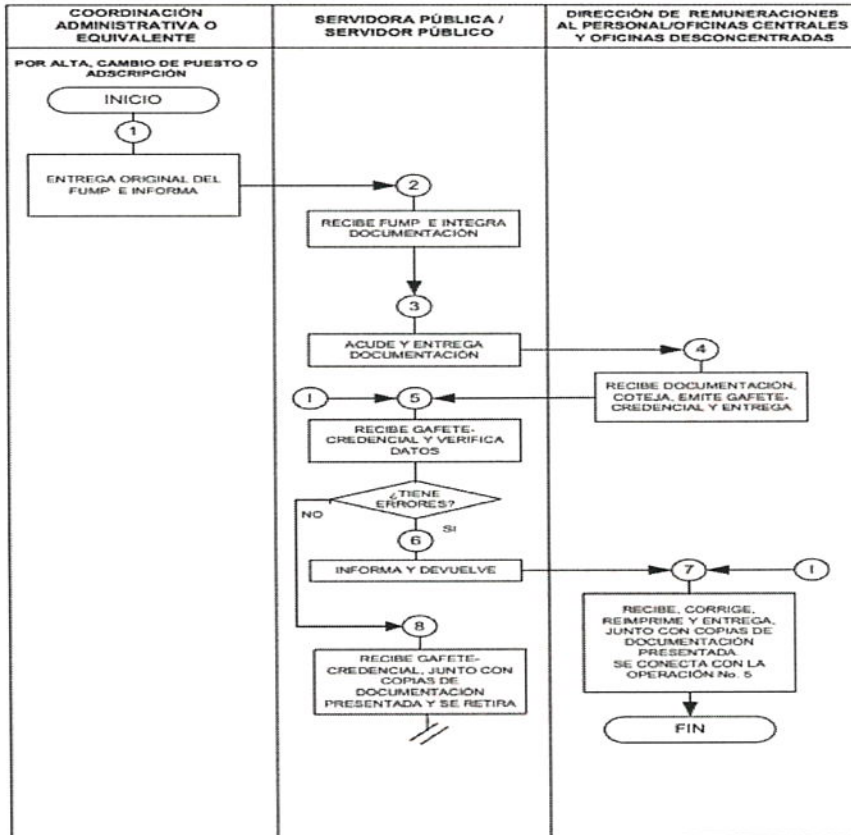 COORDINACIÓN
ADMINISTRATIVA O
EQUIVALENTE
SERVIDORA PÚBLICA /
SERVIDOR PÚBLICO
DIRECCIÓN DE REMUNERACIONES
AL PERSONAL/OFICINAS CENTRALES
Y OFICINAS DESCONCENTRADAS
POR ALTA, CAMBIO DE PUESTO O
ADSCRIPCIÓN
INICIO
1
ENTREGA ORIGINAL DEL
FUMP E INFORMA
2
RECIBE FUMP E INTEGRA
DOCUMENTACIÓN
3
ACUDE Y ENTREGA
DOCUMENTACIÓN
4
RECIBE DOCUMENTACIÓN,
COTEJA, EMITE GAFETE-
CREDENCIAL Y ENTREGA
I
5
RECIBE GAFETE-
CREDENCIAL Y VERIFICA
DATOS
¿TIENE
ERRORES?
NO
SI
6
INFORMA Y DEVUELVE
7
I
RECIBE, CORRIGE,
REIMPRIME Y ENTREGA,
JUNTO CON COPIAS DE
DOCUMENTACIÓN
PRESENTADA.
SE CONECTA CON LA
OPERACIÓN No. 5
8
RECIBE GAFETE-
CREDENCIAL, JUNTO CON
COPIAS DE
DOCUMENTACIÓN
PRESENTADA Y SE RETIRA
FIN